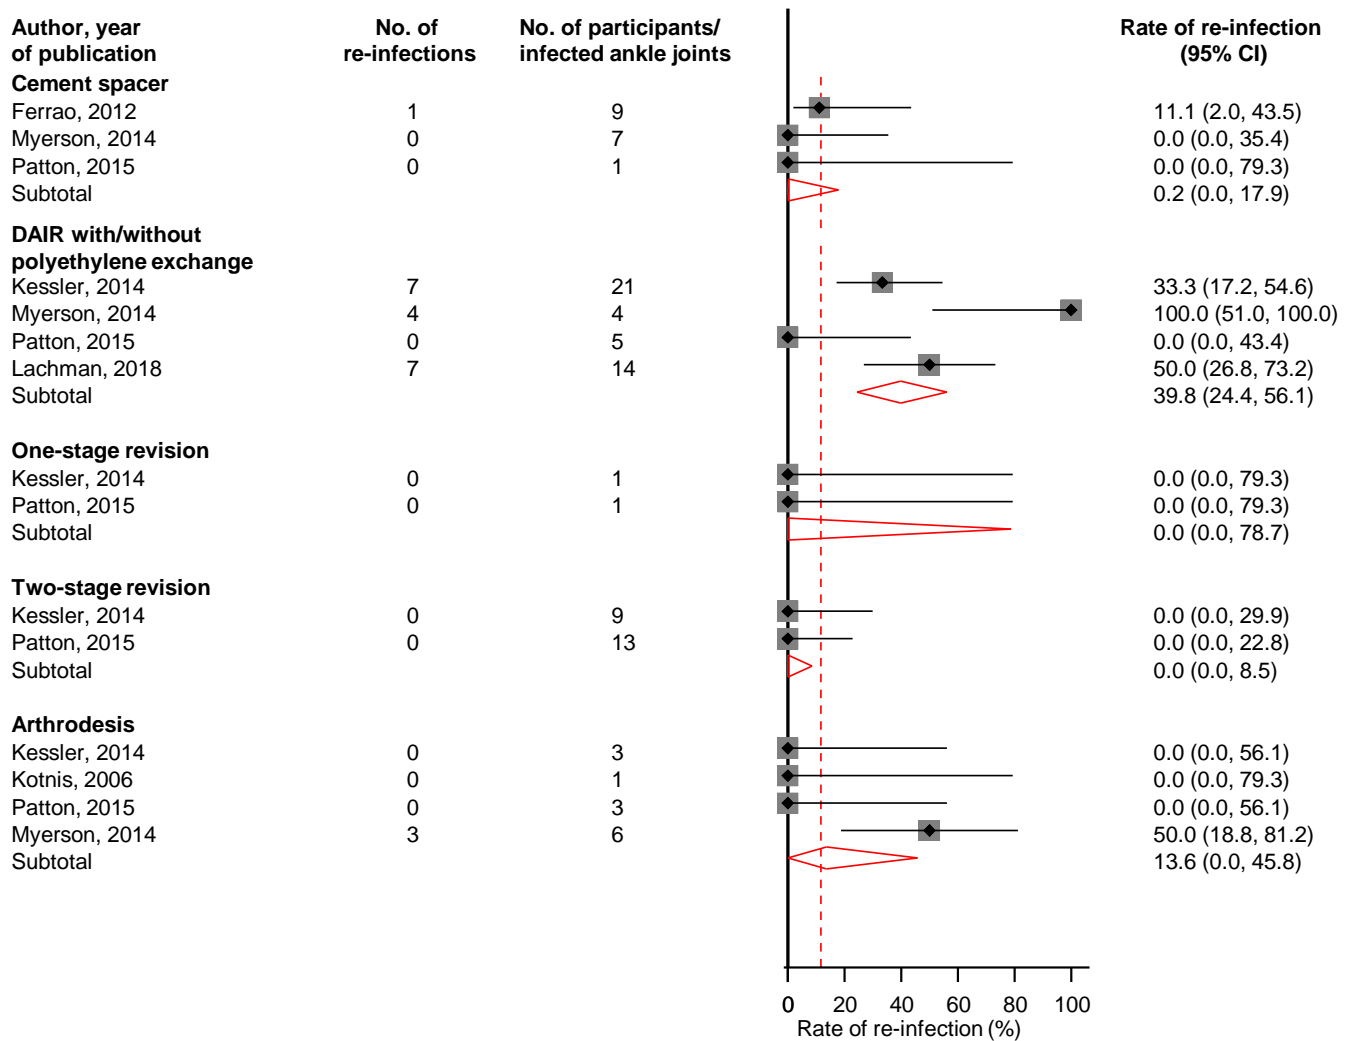 Author, year No. of No. of participants/ Rate of re-infection
of publication re-infections infected ankle joints (95% CI)
Cement spacer
Ferrao, 2012 1 9 11.1 (2.0, 43.5)
Myerson, 2014 0 7 0.0 (0.0, 35.4)
Patton, 2015 0 1 0.0 (0.0, 79.3)
Subtotal 0.2 (0.0, 17.9)
DAIR with/without
polyethylene exchange
Kessler, 2014 7 21 33.3 (17.2, 54.6)
Myerson, 2014 4 4 100.0 (51.0, 100.0)
Patton, 2015 0 5 0.0 (0.0, 43.4)
Lachman, 2018 7 14 50.0 (26.8, 73.2)
Subtotal 39.8 (24.4, 56.1)
One-stage revision
Kessler, 2014 0 1 0.0 (0.0, 79.3)
Patton, 2015 0 1 0.0 (0.0, 79.3)
Subtotal 0.0 (0.0, 78.7)
Two-stage revision
Kessler, 2014 0 9 0.0 (0.0, 29.9)
Patton, 2015 0 13 0.0 (0.0, 22.8)
Subtotal 0.0 (0.0, 8.5)
Arthrodesis
Kessler, 2014 0 3 0.0 (0.0, 56.1)
Kotnis, 2006 0 1 0.0 (0.0, 79.3)
Patton, 2015 0 3 0.0 (0.0, 56.1)
Myerson, 2014 3 6 50.0 (18.8, 81.2)
Subtotal 13.6 (0.0, 45.8)
0 20 40 60 80 100
Rate of re-infection (%)